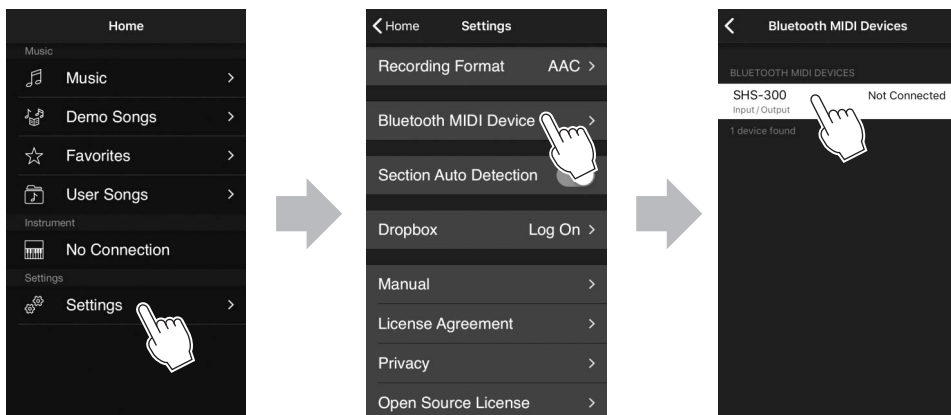 Home
Music
Music
Demo Songs
Favorites
User Songs
Instrument
No Connection
Settings
Settings
Home Settings
Recording Format AAC
Bluetooth MIDI Device
Section Auto Detection
Dropbox Log On
Manual
License Agreement
Privacy
Open Source License
Bluetooth MIDI Devices
BLUETOOTH MIDI DEVICES
SHS-300 Not Connected
Input / Output
1 device found